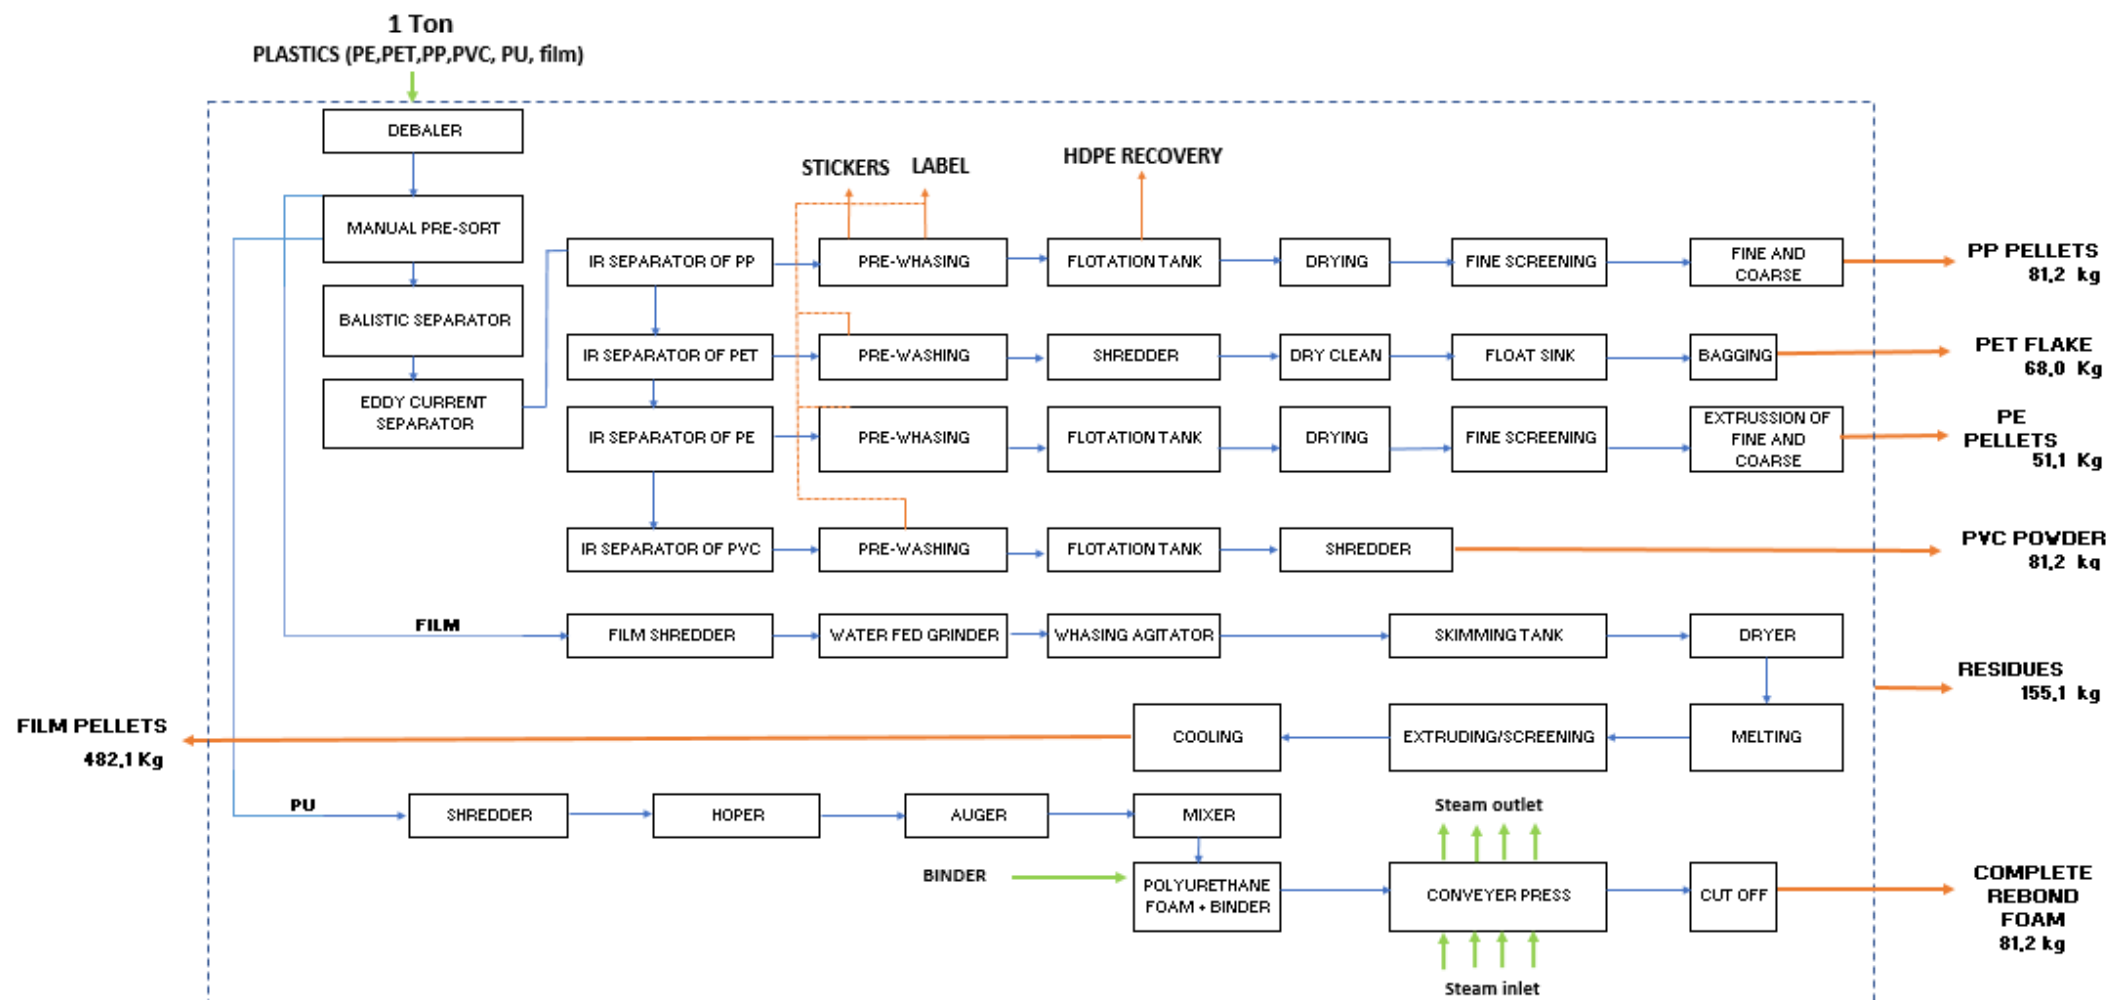 1 Ton
PLASTICS (PE,PET,PP,PVC, PU, film)
DEBALER
MANUAL PRE-SORT
BALISTIC SEPARATOR
EDDY CURRENT
SEPARATOR
STICKERS
LABEL
HDPE RECOVERY
IR SEPARATOR OF PP
PRE-WHASING
FLOTATION TANK
DRYING
FINE SCREENING
FINE AND
COARSE
PP PELLETS
81,2 kg
IR SEPARATOR OF PET
PRE-WASHING
SHREDDER
DRY CLEAN
FLOAT SINK
BAGGING
PET FLAKE
68,0 Kg
IR SEPARATOR OF PE
PRE-WHASING
FLOTATION TANK
DRYING
FINE SCREENING
EXTRUSSION OF
FINE AND
COARSE
PE
PELLETS
51,1 Kg
IR SEPARATOR OF PVC
PRE-WASHING
FLOTATION TANK
SHREDDER
PVC POWDER
81,2 kg
FILM
FILM SHREDDER
WATER FED GRINDER
WHASING AGITATOR
SKIMMING TANK
DRYER
RESIDUES
155,1 kg
FILM PELLETS
482,1 Kg
COOLING
EXTRUDING/SCREENING
MELTING
PU
SHREDDER
HOPER
AUGER
MIXER
Steam outlet
BINDER
POLYURETHANE
FOAM + BINDER
CONVEYER PRESS
CUT OFF
COMPLETE
REBOND
FOAM
81,2 kg
Steam inlet